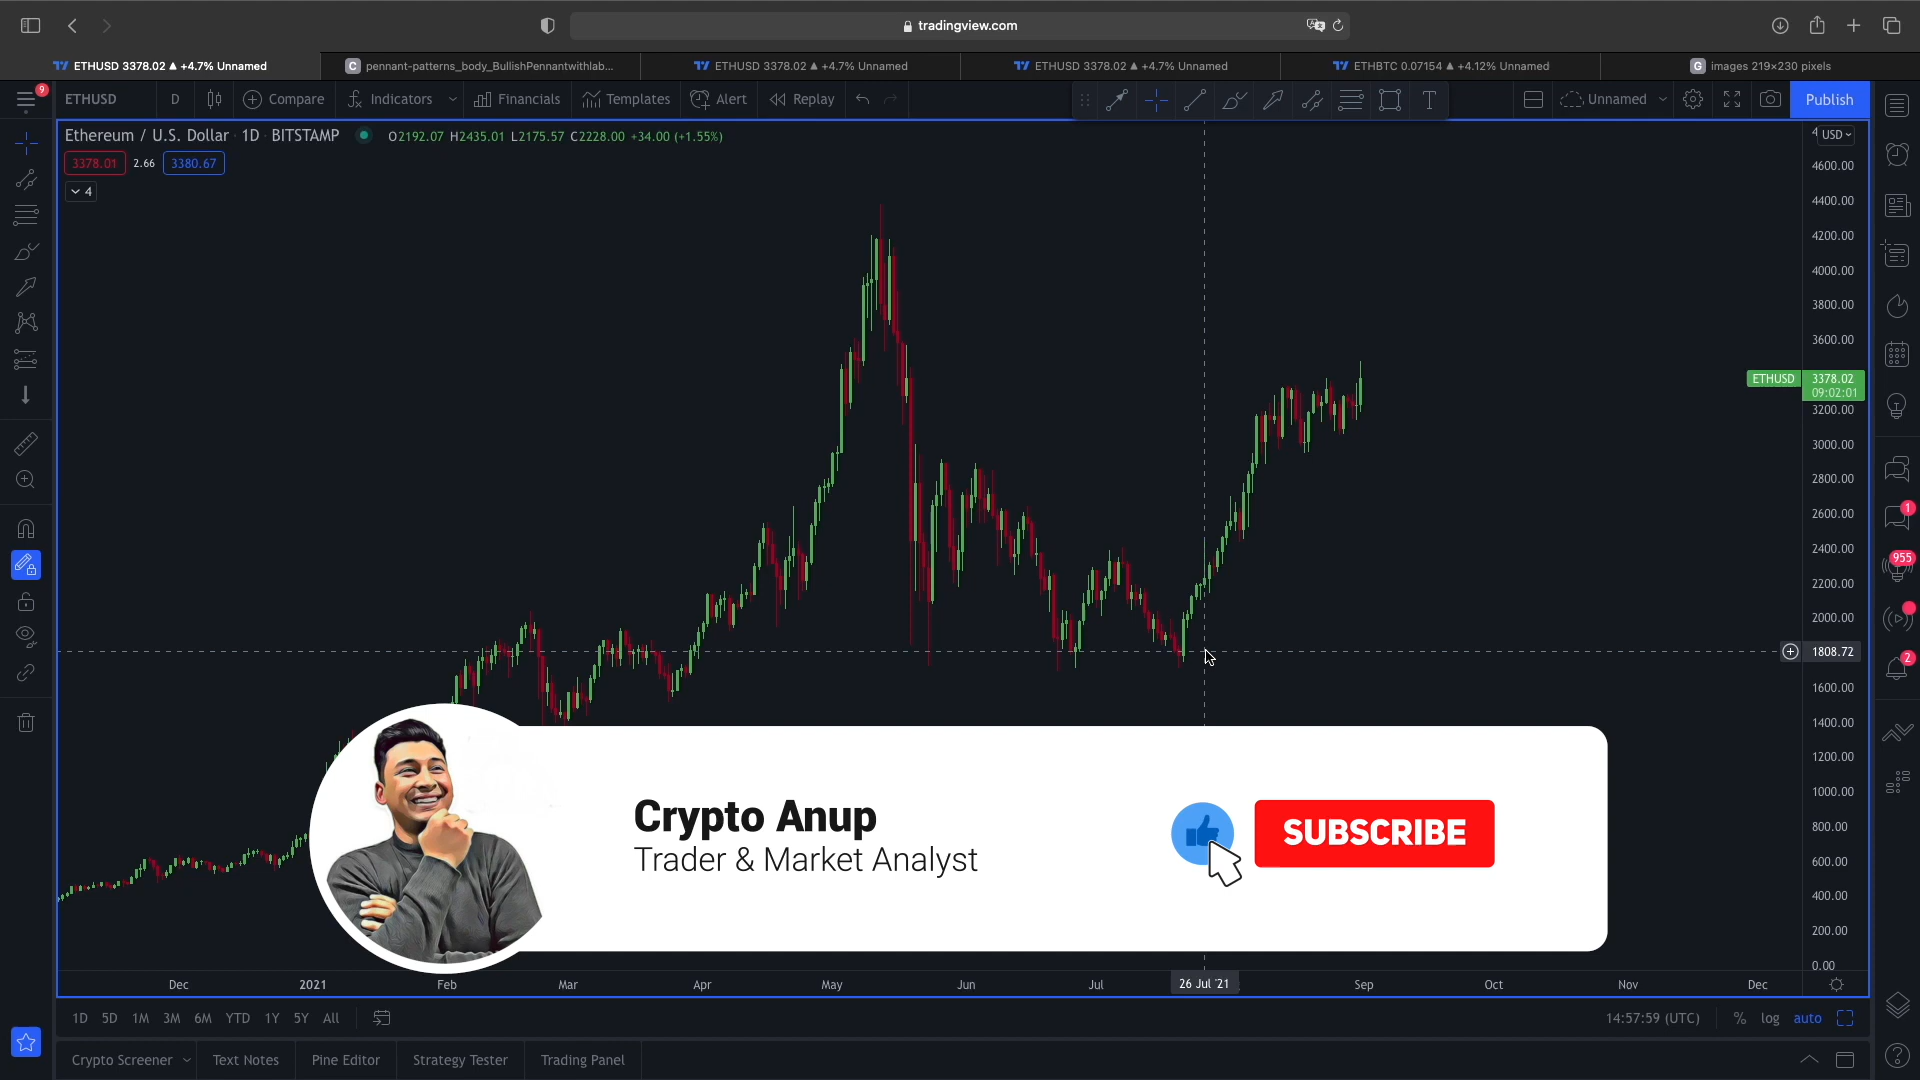 tradingview.com
ETHUSD 3378.02 ▲ +4.7% Unnamed
C pennant-patterns_body_BullishPennantwithlab...
ETHUSD 3378.02 ▲ +4.7% Unnamed
ETHUSD 3378.02 ▲ +4.7% Unnamed
ETHBTC 0.07154 ▲ +4.12% Unnamed
G images 219×230 pixels
9
ETHUSD D Compare Indicators Financials Templates Alert Replay T Unnamed Publish
Ethereum / U.S. Dollar 1D BITSTAMP O2192.07 H2435.01 L2175.57 C2228.00 +34.00 (+1.55%)
3378.01 2.66 3380.67
4
USD
4600.00
4400.00
4200.00
4000.00
3800.00
3600.00
ETHUSD 3378.02
09:02:01
3200.00
3000.00
2800.00
2600.00
2400.00
2200.00
2000.00
1808.72
1600.00
1400.00
1200.00
1000.00
800.00
600.00
400.00
200.00
0.00
1
955
2
Crypto Anup
Trader & Market Analyst
SUBSCRIBE
Dec 2021 Feb Mar Apr May Jun Jul 26 Jul '21 Sep Oct Nov Dec
1D 5D 1M 3M 6M YTD 1Y 5Y All 14:57:59 (UTC) % log auto
Crypto Screener Text Notes Pine Editor Strategy Tester Trading Panel